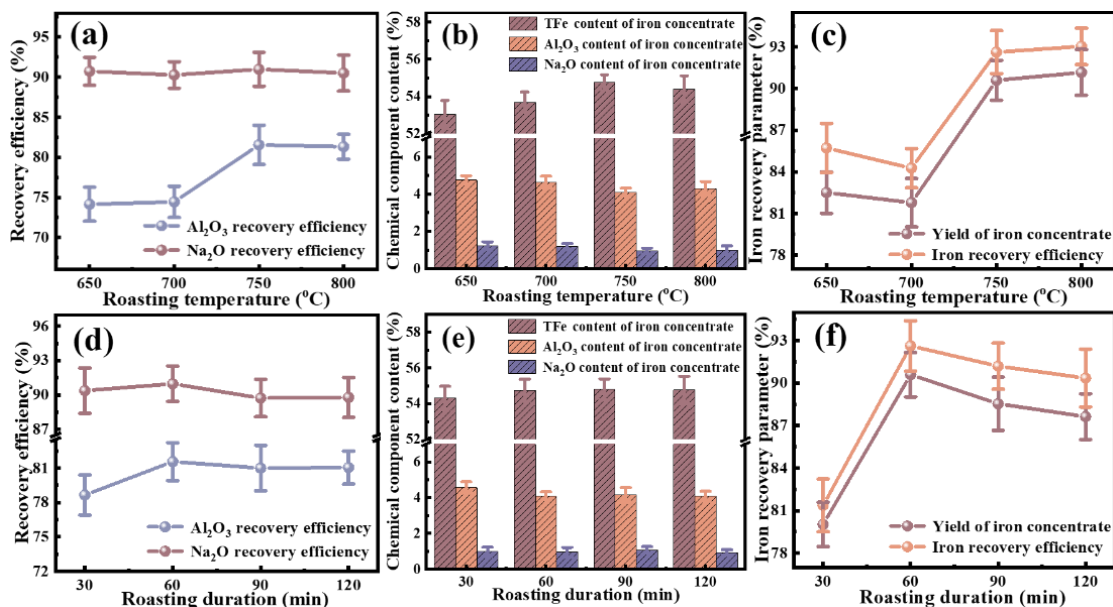 (a)
Recovery efficiency (%)
95
90
85
80
75
70
Al₂O₃ recovery efficiency
Na₂O recovery efficiency
650 700 750 800
Roasting temperature (°C)
(b)
Chemical component content (%)
58
56
54
52
6
4
2
0
TFe content of iron concentrate
Al₂O₃ content of iron concentrate
Na₂O content of iron concentrate
650 700 750 800
Roasting temperature (°C)
(c)
Iron recovery parameter (%)
93
90
87
84
81
78
Yield of iron concentrate
Iron recovery efficiency
650 700 750 800
Roasting temperature (°C)
(d)
Recovery efficiency (%)
96
93
90
87
81
78
75
72
Al₂O₃ recovery efficiency
Na₂O recovery efficiency
30 60 90 120
Roasting duration (min)
(e)
Chemical component content (%)
58
56
54
52
6
4
2
0
TFe content of iron concentrate
Al₂O₃ content of iron concentrate
Na₂O content of iron concentrate
30 60 90 120
Roasting duration (min)
(f)
Iron recovery parameter (%)
93
90
87
84
81
78
Yield of iron concentrate
Iron recovery efficiency
30 60 90 120
Roasting duration (min)